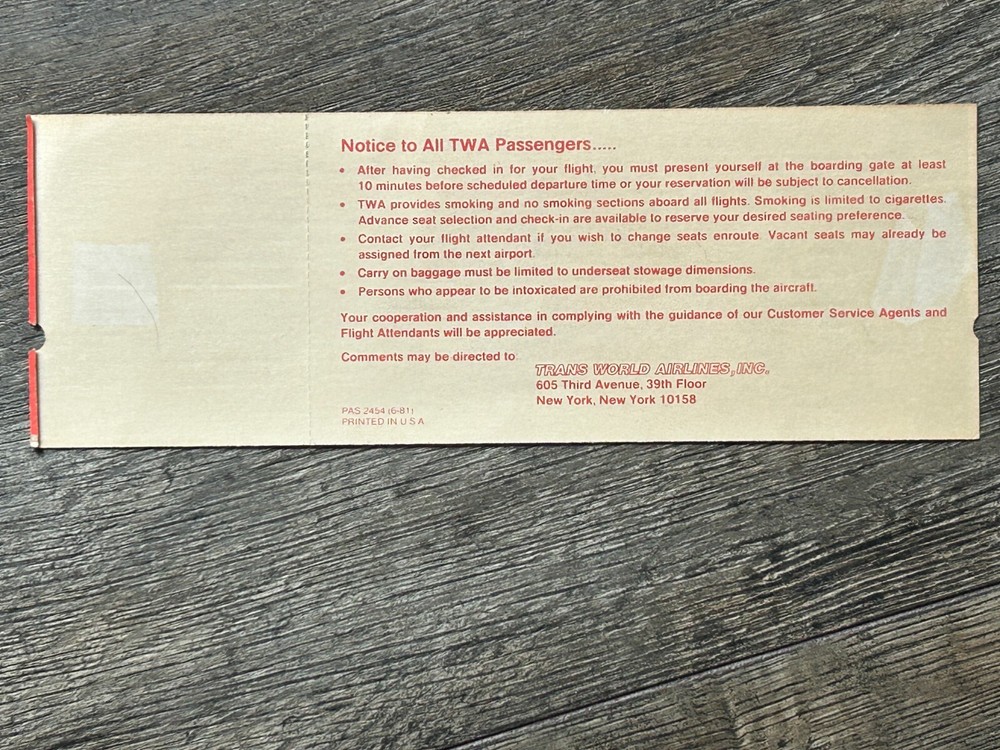 Notice to All TWA Passengers.....
• After having checked in for your flight, you must present yourself at the boarding gate at least
10 minutes before scheduled departure time or your reservation will be subject to cancellation.
• TWA provides smoking and no smoking sections aboard all flights. Smoking is limited to cigarettes.
Advance seat selection and check-in are available to reserve your desired seating preference.
• Contact your flight attendant if you wish to change seats enroute. Vacant seats may already be
assigned from the next airport.
• Carry on baggage must be limited to underseat stowage dimensions.
• Persons who appear to be intoxicated are prohibited from boarding the aircraft.
Your cooperation and assistance in complying with the guidance of our Customer Service Agents and
Flight Attendants will be appreciated.
Comments may be directed to:
TRANS WORLD AIRLINES, INC.
605 Third Avenue, 39th Floor
New York, New York 10158
PAS 2454 (6-81)
PRINTED IN U S A